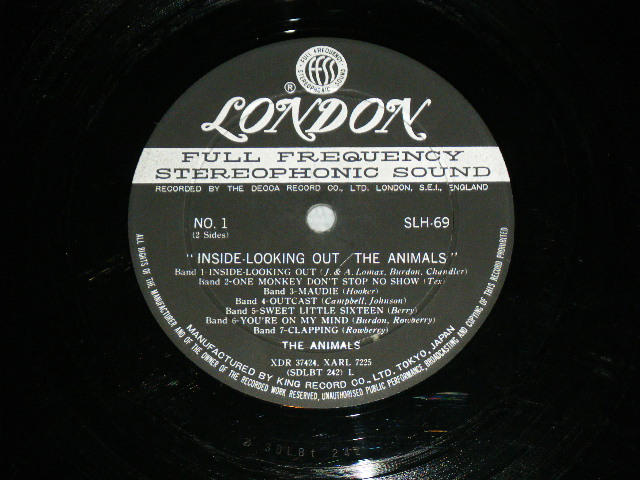 FULL FREQUENCY
ffss
STEREOPHONIC SOUND
®
LONDON
FULL FREQUENCY
STEREOPHONIC SOUND
RECORDED BY THE DECCA RECORD CO., LTD. LONDON, S.E.I., ENGLAND
NO. 1
(2 Sides)
SLH-69
"INSIDE-LOOKING OUT / THE ANIMALS"
Band 1-INSIDE-LOOKING OUT (J. & A. Lomax, Burdon, Chandler)
Band 2-ONE MONKEY DON'T STOP NO SHOW (Tex)
Band 3-MAUDIE (Hooker)
Band 4-OUTCAST (Campbell, Johnson)
Band 5-SWEET LITTLE SIXTEEN (Berry)
Band 6-YOU'RE ON MY MIND (Burdon, Rowberry)
Band 7-CLAPPING (Rowberry)
THE ANIMALS
XDR 37424, XARL 7225
(SDLBT 242) L
MANUFACTURED BY KING RECORD CO., LTD. TOKYO, JAPAN
ALL RIGHTS OF THE MANUFACTURER AND OF THE OWNER OF THE RECORDED WORK RESERVED, UNAUTHORISED PUBLIC PERFORMANCE, BROADCASTING AND COPYING OF THIS RECORD PROHIBITED